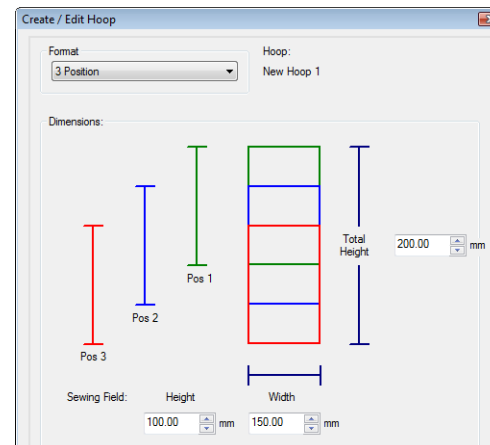 Create / Edit Hoop
Format
Hoop:
3 Position
New Hoop 1
Dimensions:
Total
Height
200.00
mm
Pos 1
Pos 2
Pos 3
Sewing Field:
Height
Width
100.00
mm
150.00
mm